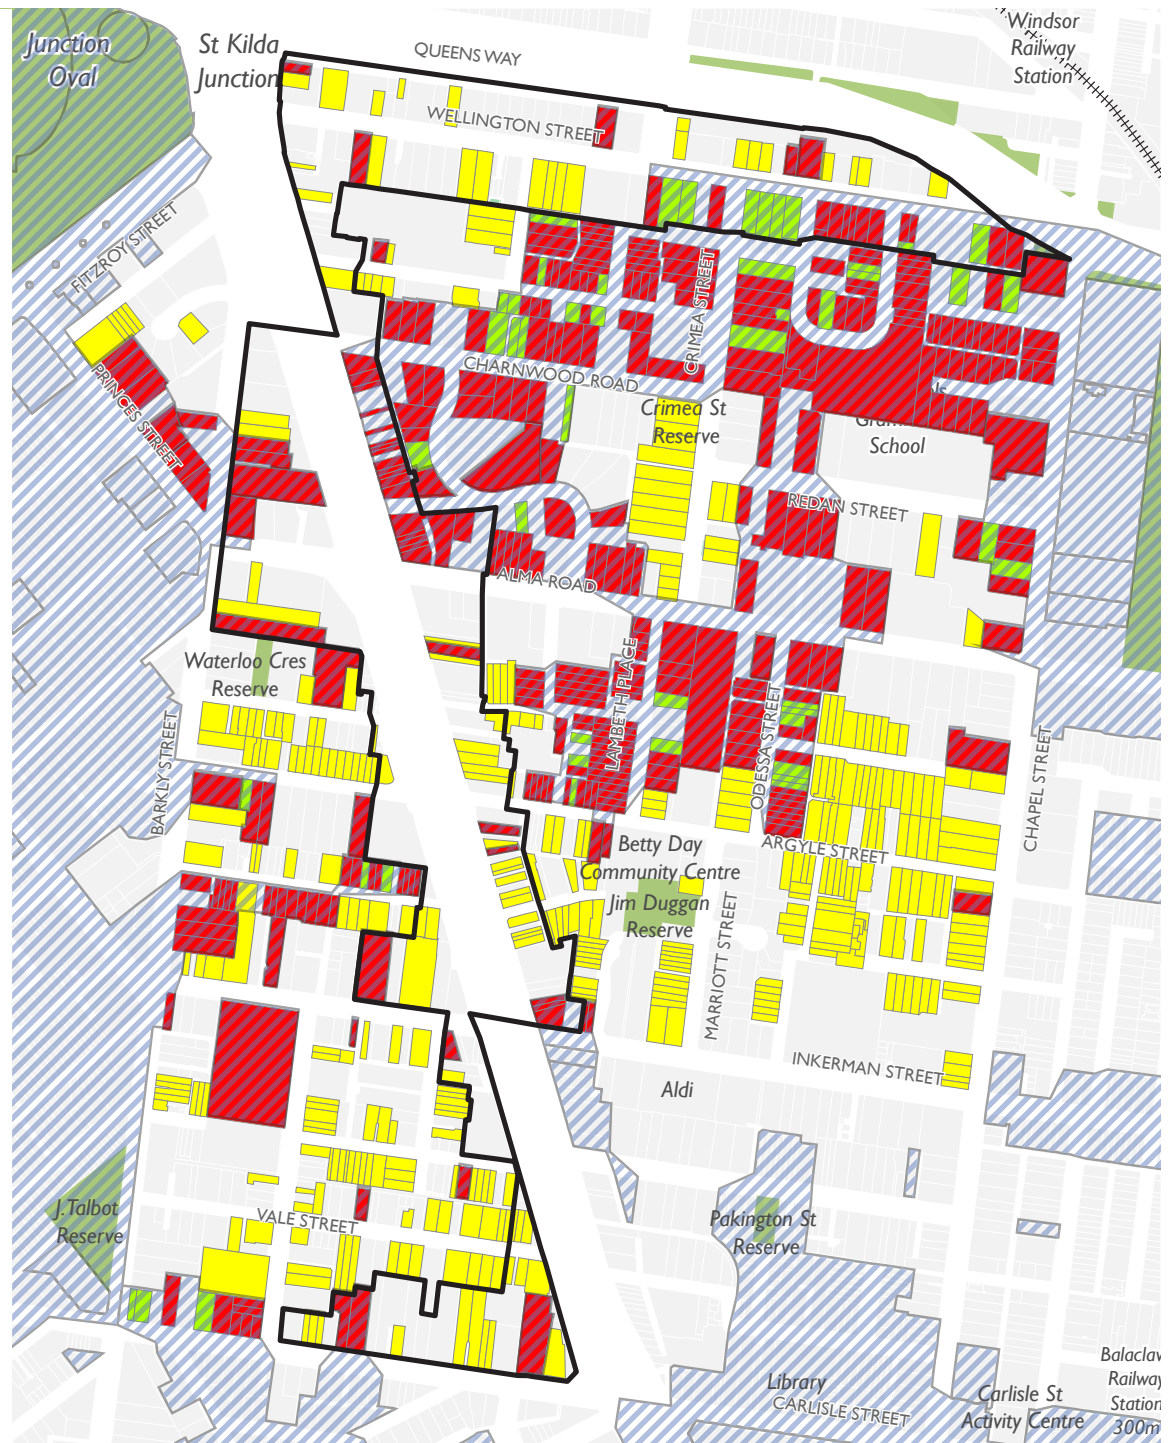 Junction
Oval
St Kilda
Junction
QUEENS WAY
Windsor
Railway
Station
WELLINGTON STREET
FITZROY STREET
CRIMEA STREET
PRINCES STREET
CHARNWOOD ROAD
Crimea St
Reserve
School
REDAN STREET
ALMA ROAD
Waterloo Cres
Reserve
LAMBETH PLACE
ODESSA STREET
BARKLY STREET
CHAPEL STREET
ARGYLE STREET
Betty Day
Community Centre
Jim Duggan
Reserve
MARRIOTT STREET
INKERMAN STREET
Aldi
J.Talbot
Reserve
VALE STREET
Pakington St
Reserve
Library
CARLISLE STREET
Carlisle St
Activity Centre
Balaclav
Railway
Station
300m